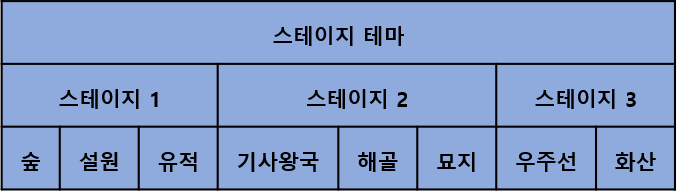 스테이지 테마
스테이지 1 스테이지 2 스테이지 3
숲 설원 유적 기사왕국 해골 묘지 우주선 화산